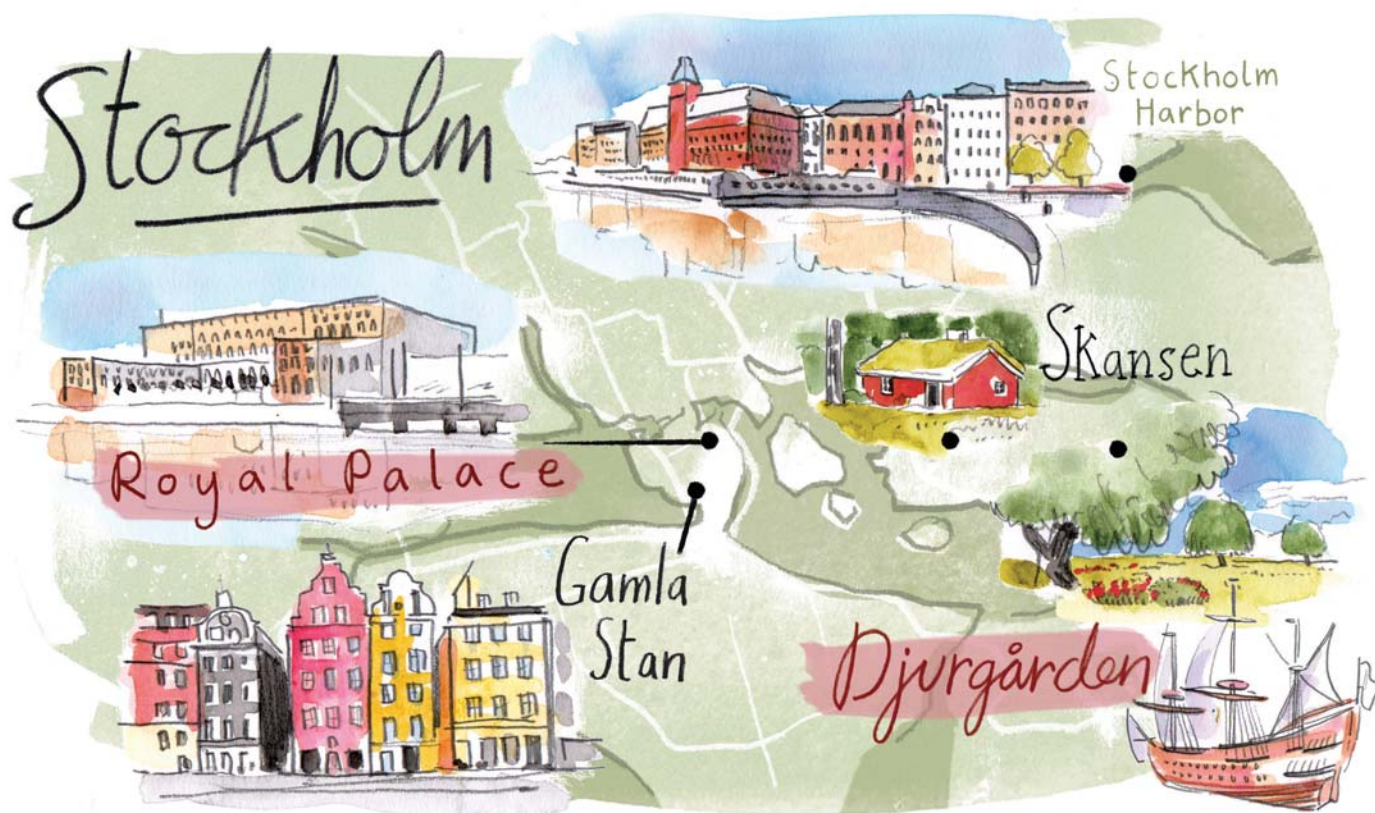 Stockholm
Stockholm
Harbor
Skansen
Royal Palace
Gamla
Stan
Djurgården